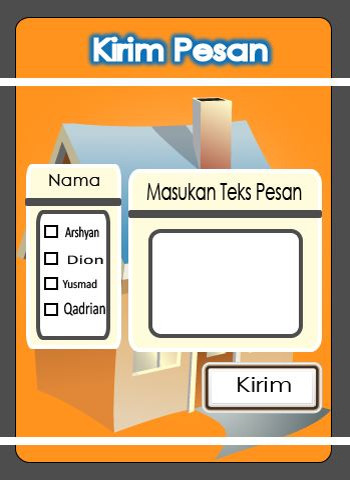 Kirim Pesan
Nama
Arshyan
Dion
Yusmad
Qadrian
Masukan Teks Pesan
Kirim